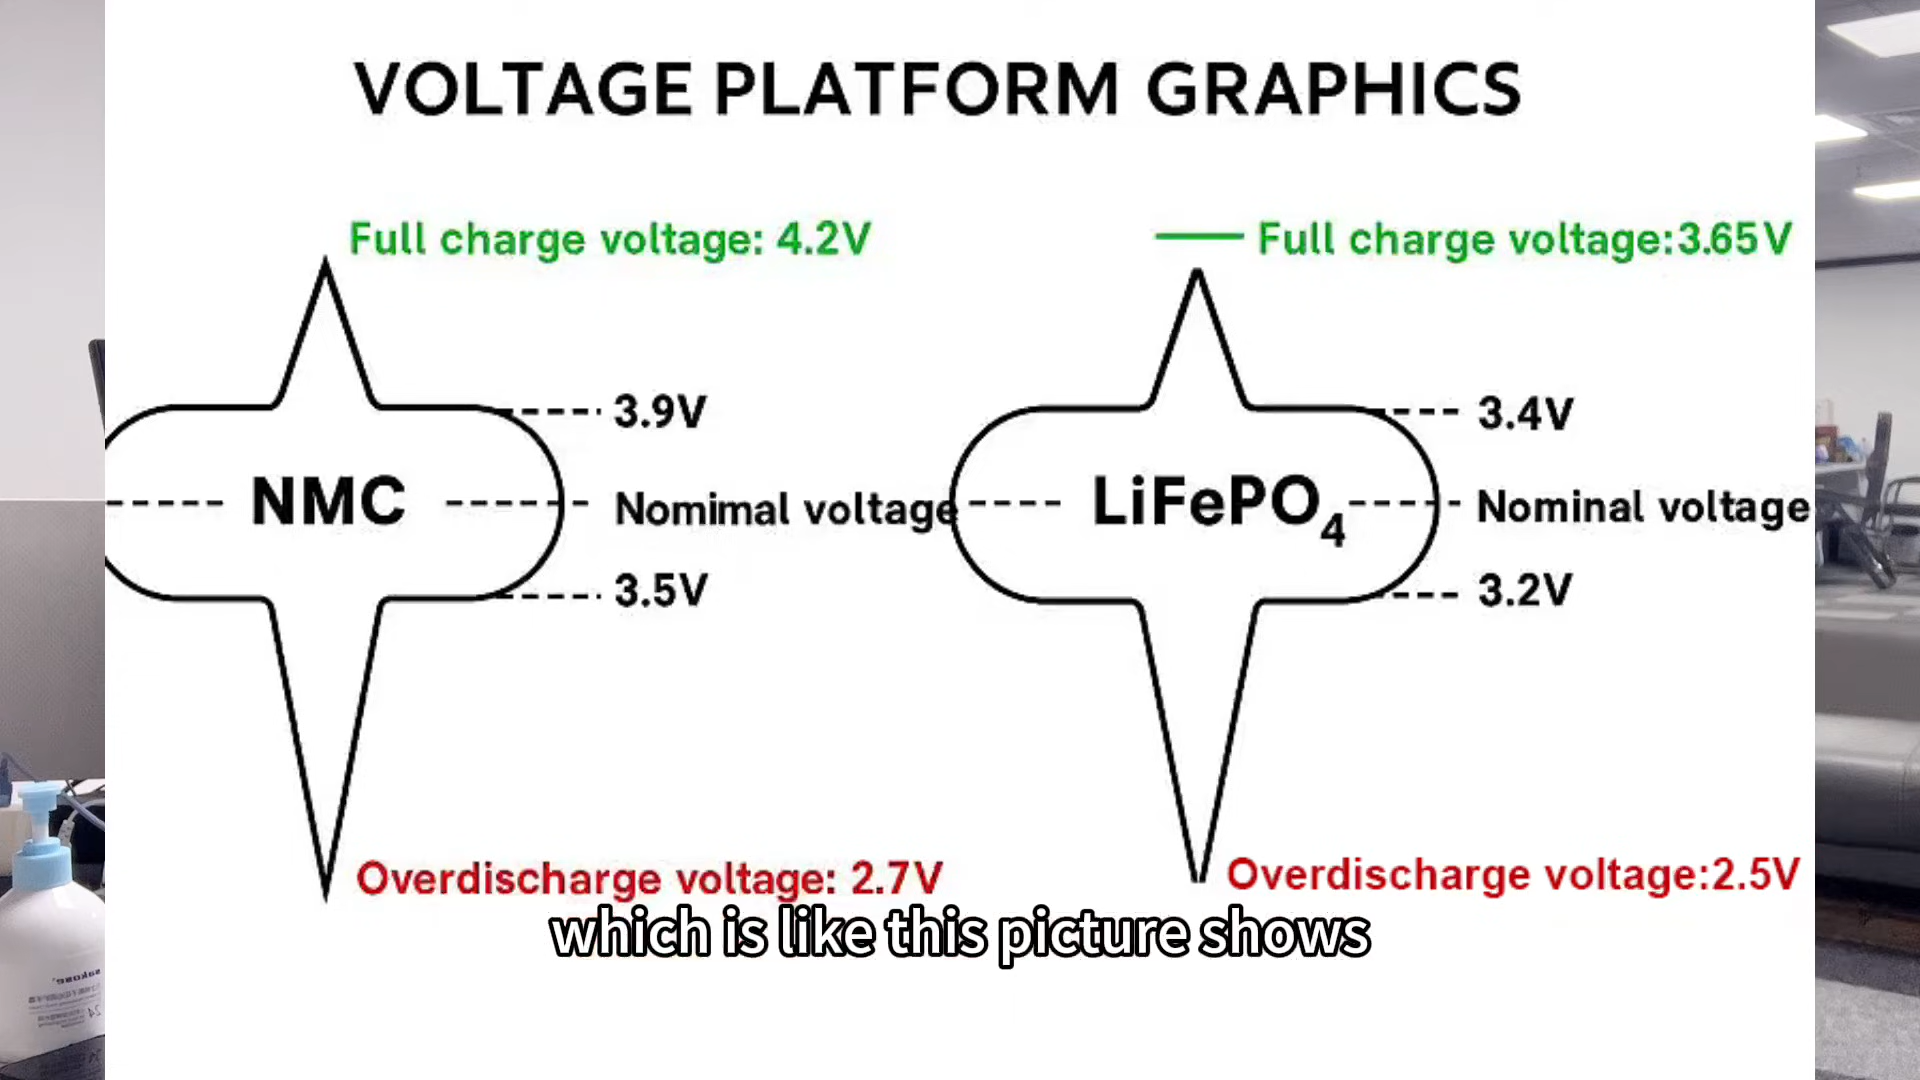 VOLTAGE PLATFORM GRAPHICS
Full charge voltage: 4.2V
Full charge voltage:3.65V
3.9V
3.4V
NMC
Nomimal voltage
LiFePO4
Nominal voltage
3.5V
3.2V
Overdischarge voltage: 2.7V
Overdischarge voltage:2.5V
which is like this picture shows